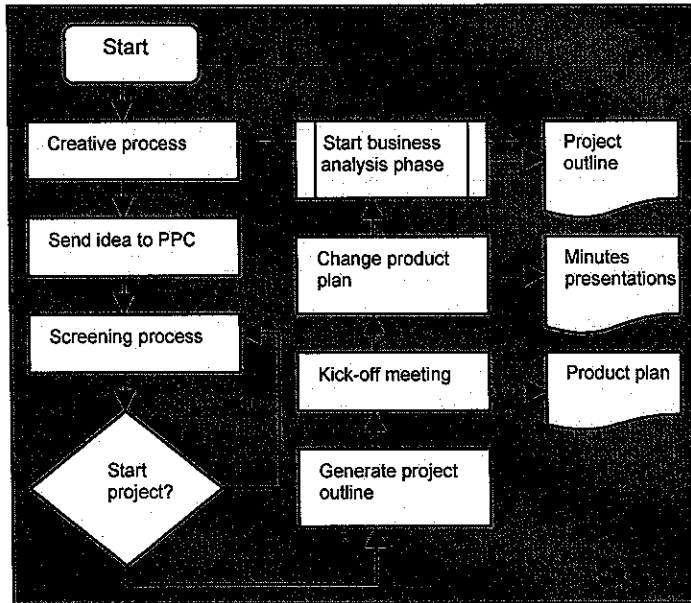 Start
Creative process
Send idea to PPC
Screening process
Start
project?
Start business
analysis phase
Change product
plan
Kick-off meeting
Generate project
outline
Project
outline
Minutes
presentations
Product plan